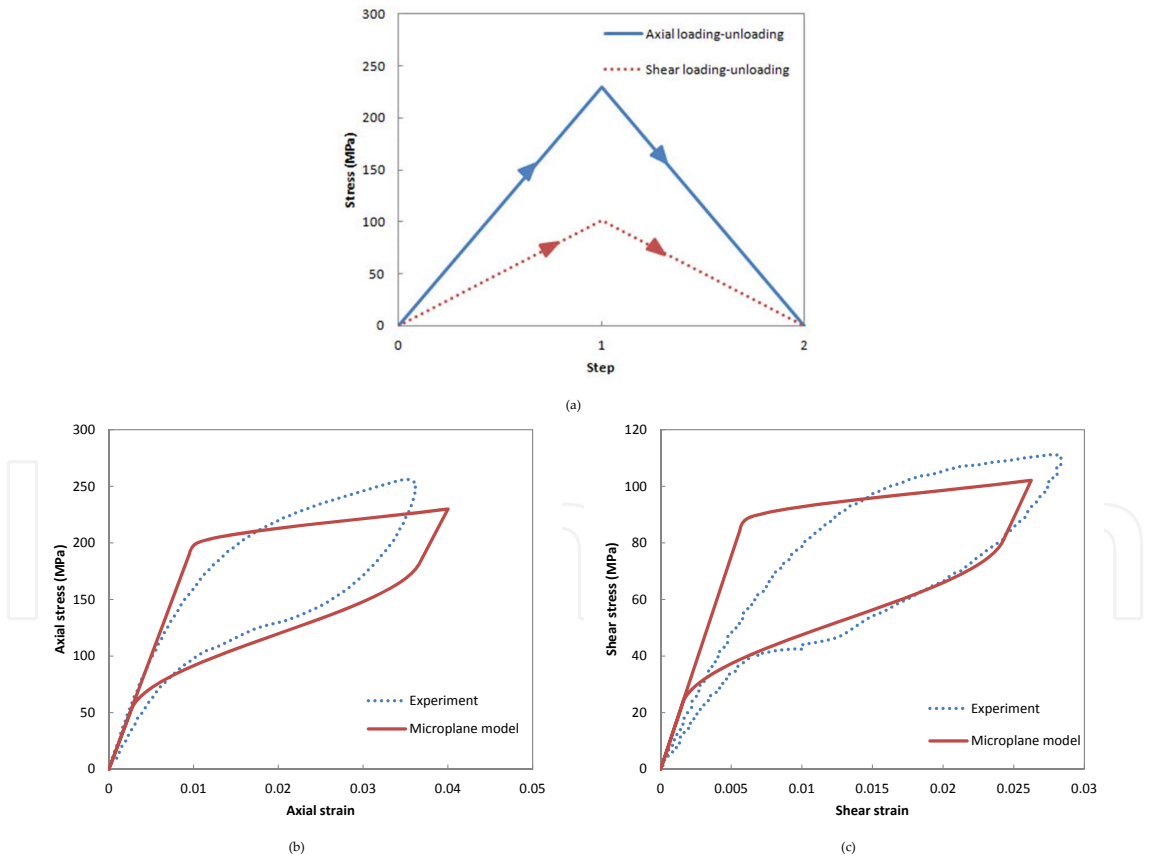 300
250
200
150
100
50
0
Stress (MPa)
Axial loading-unloading
Shear loading-unloading
0
1
2
Step
(a)
300
250
200
150
100
50
0
Axial stress (MPa)
Experiment
Microplane model
0
0.01
0.02
0.03
0.04
0.05
Axial strain
(b)
120
100
80
60
40
20
0
Shear stress (MPa)
Experiment
Microplane model
0
0.005
0.01
0.015
0.02
0.025
0.03
Shear strain
(c)